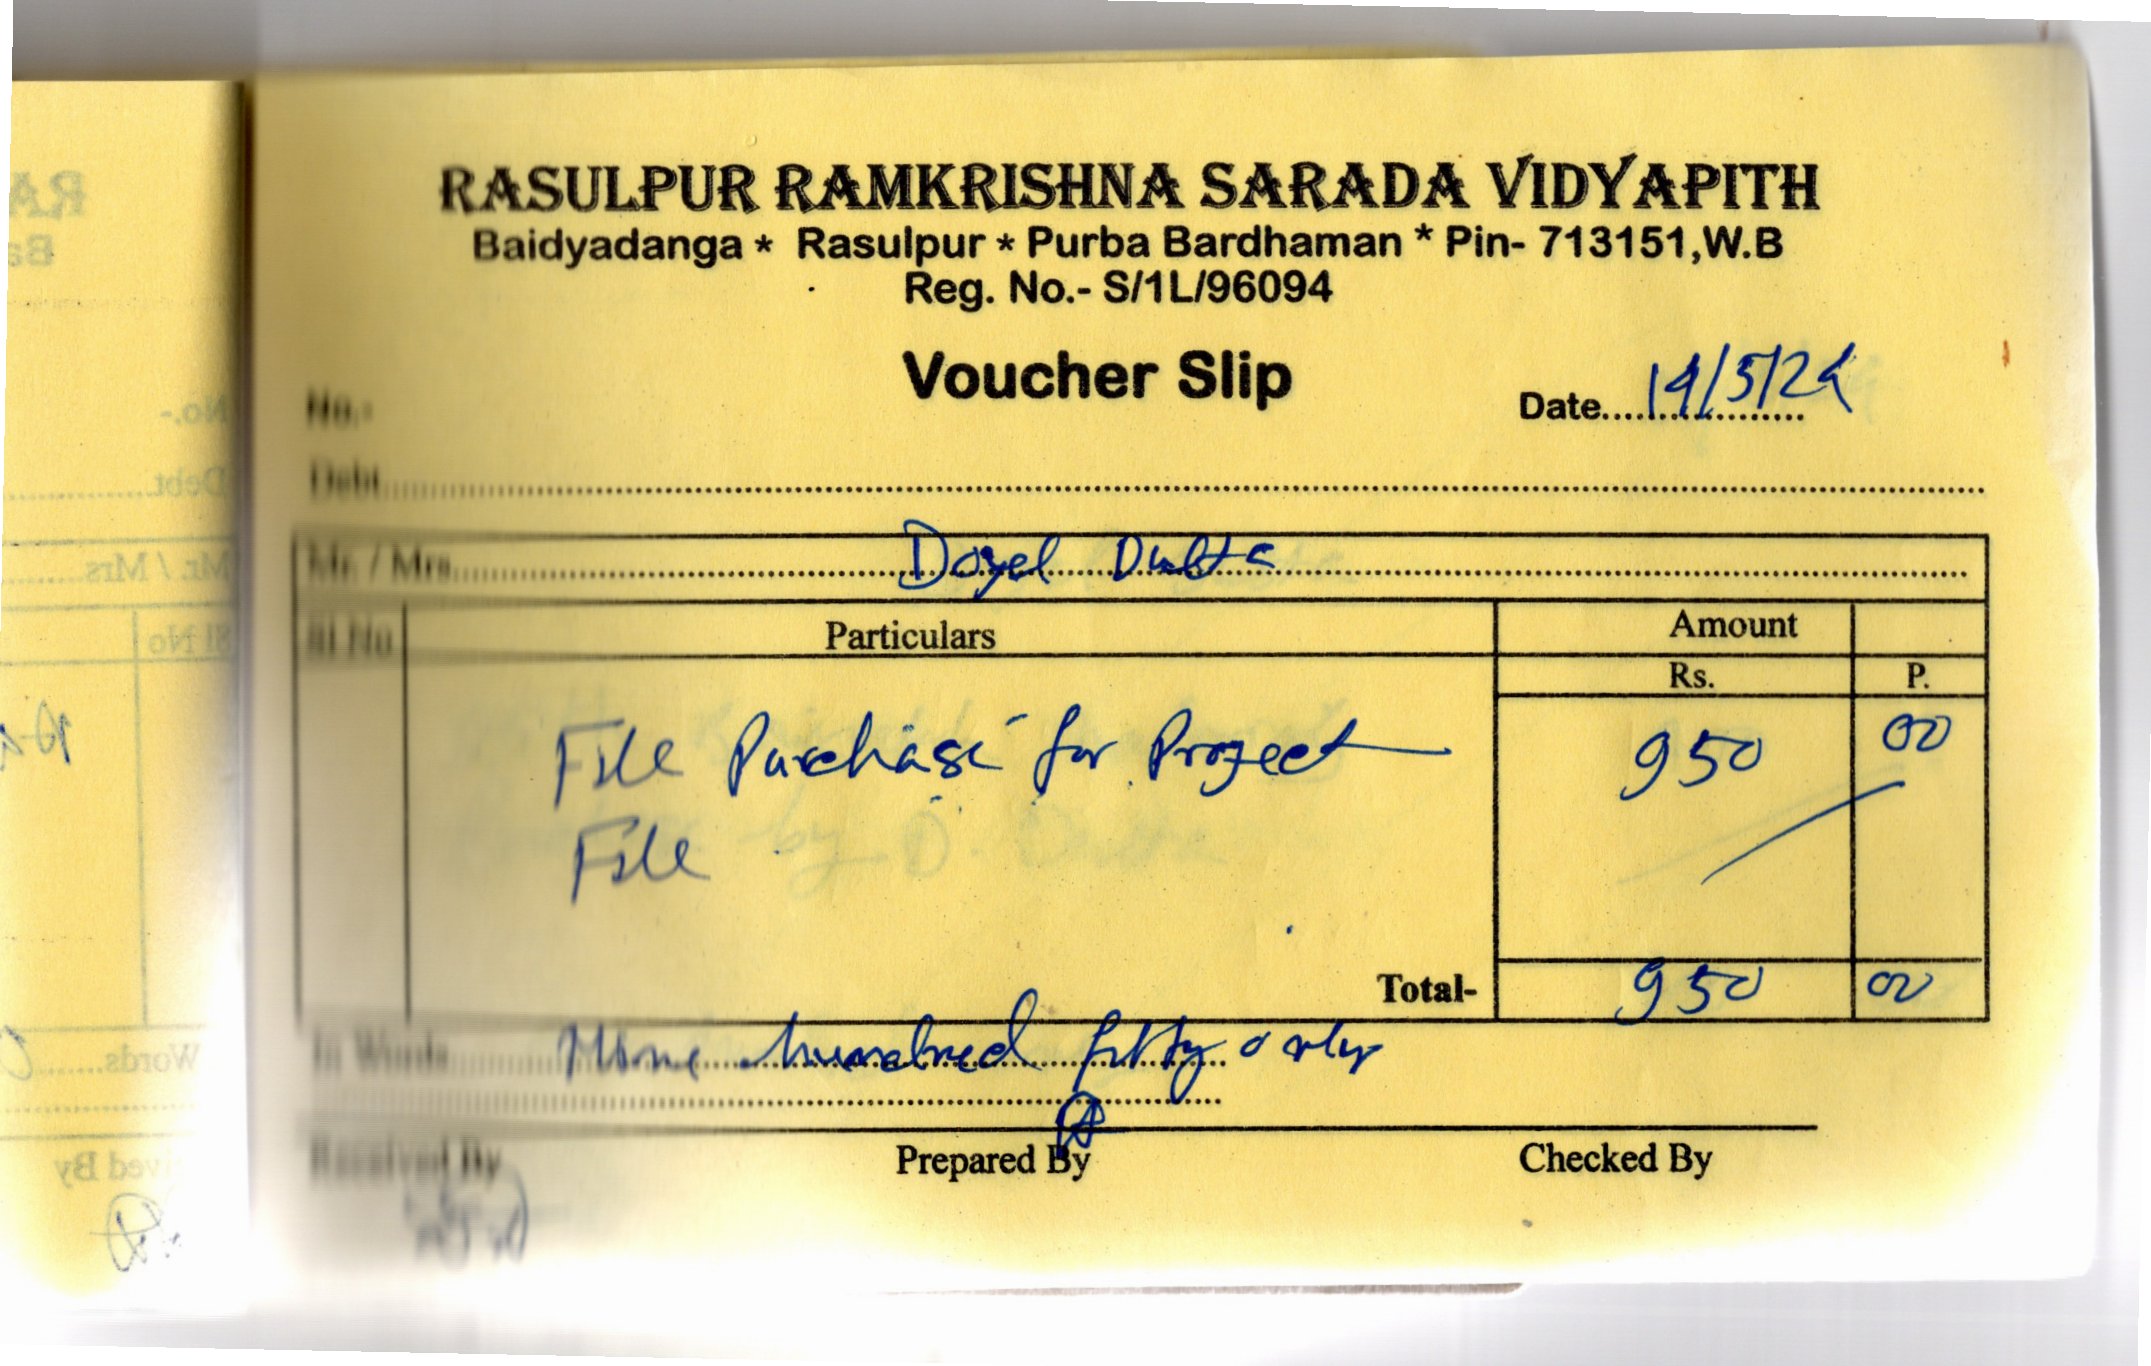 RASULPUR RAMKRISHNA SARADA VIDYAPITH
Baidyadanga * Rasulpur * Purba Bardhaman * Pin- 713151,W.B
Reg. No.- S/1L/96094
Voucher Slip
No.-
Date 14/5/24
Debt
Mr. / Mrs. Doyel Dutta
Sl No Particulars Amount
Rs. P.
File Purchase for Project 950 00
File
Total- 950 00
In Words Nine hundred fifty only
Received By Prepared By Checked By